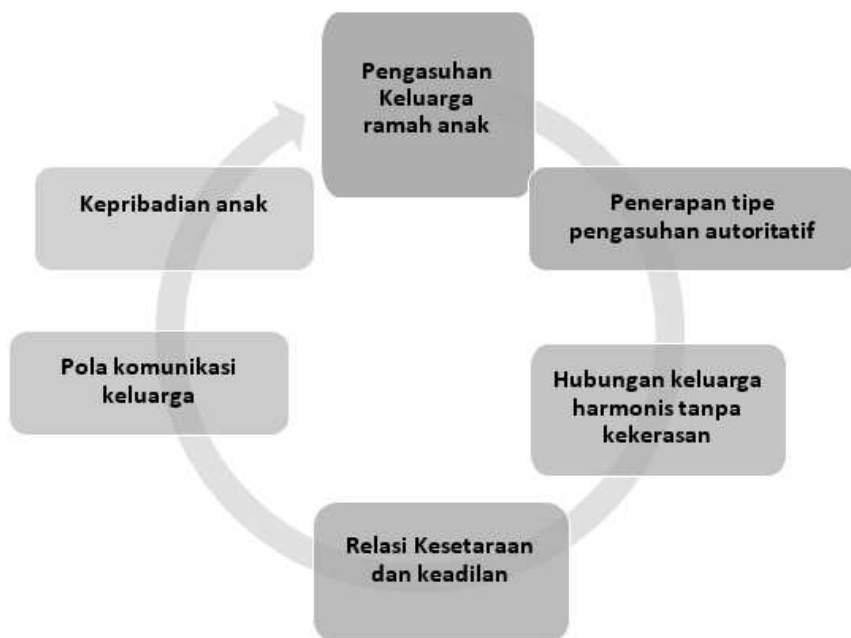 Pengasuhan
Keluarga
ramah anak
Penerapan tipe
pengasuhan autoritatif
Hubungan keluarga
harmonis tanpa
kekerasan
Relasi Kesetaraan
dan keadilan
Pola komunikasi
keluarga
Kepribadian anak